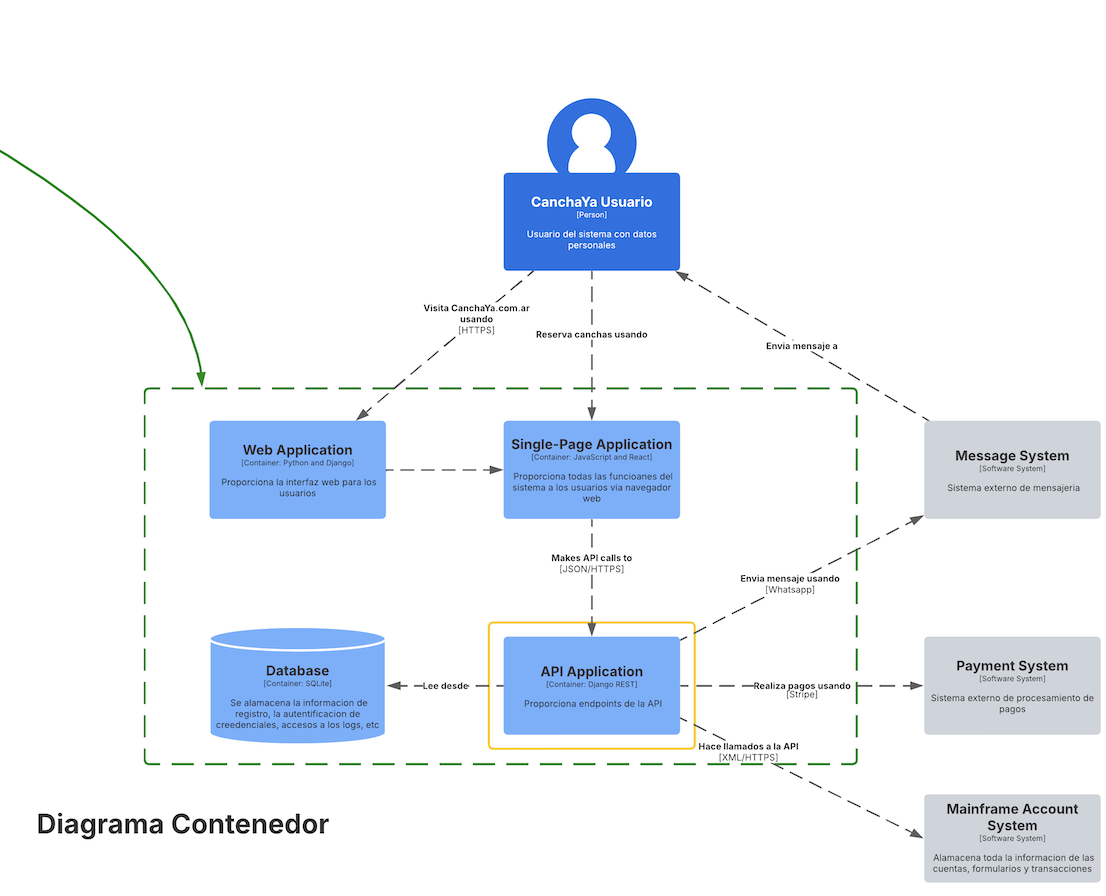 CanchaYa Usuario
[Person]
Usuario del sistema con datos
personales
Visita CanchaYa.com.ar
usando
[HTTPS]
Reserva canchas usando
Envia mensaje a
Web Application
[Container: Python and Django]
Proporciona la interfaz web para los
usuarios
Single-Page Application
[Container: JavaScript and React]
Proporciona todas las funcioanes del
sistema a los usuarios via navegador
web
Message System
[Software System]
Sistema externo de mensajeria
Makes API calls to
[JSON/HTTPS]
Envia mensaje usando
[Whatsapp]
Database
[Container: SQLite]
Se alamacena la informacion de
registro, la autentificacion de
creedenciales, accesos a los logs, etc
Lee desde
API Application
[Container: Django REST]
Proporciona endpoints de la API
Realiza pagos usando
[Stripe]
Payment System
[Software System]
Sistema externo de procesamiento de
pagos
Hace llamados a la API
[XML/HTTPS]
Mainframe Account
System
[Software System]
Alamacena toda la informacion de las
cuentas, formularios y transacciones
Diagrama Contenedor